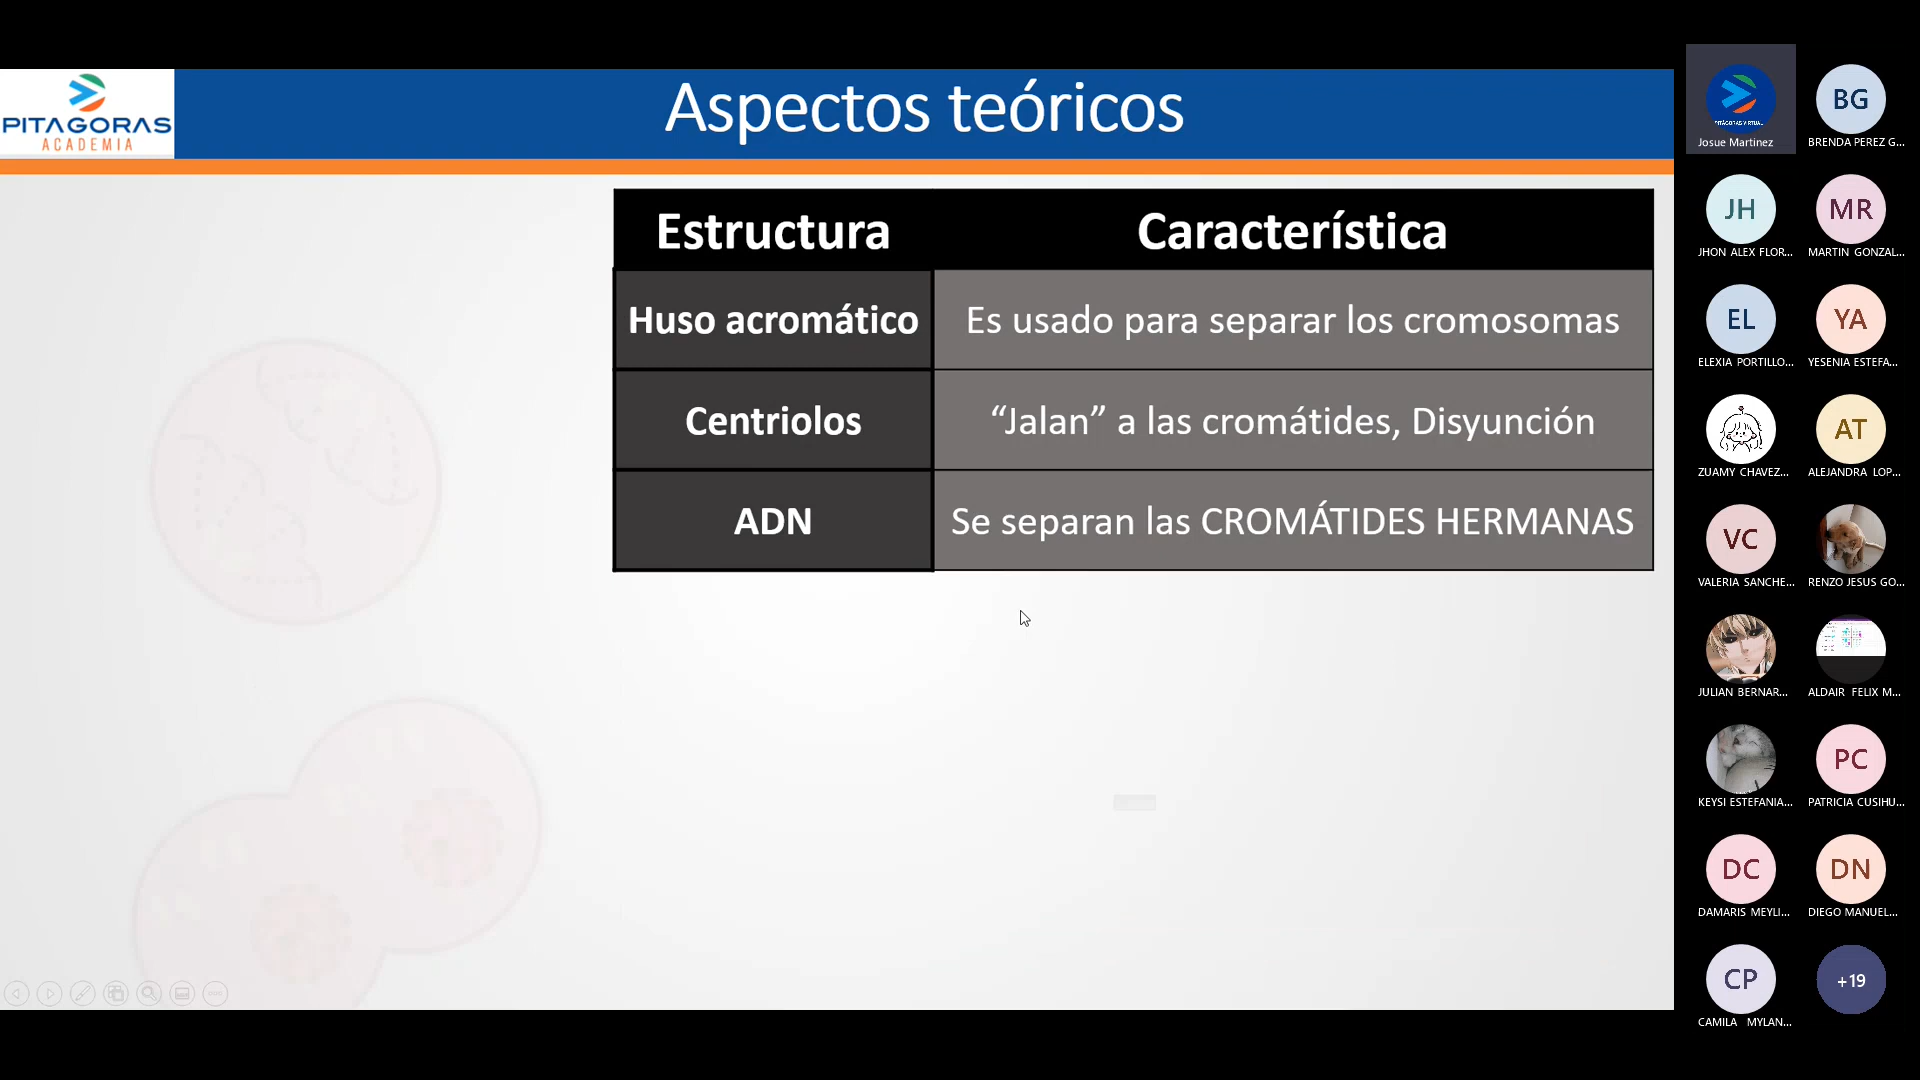 PITAGORAS
ACADEMIA
Aspectos teóricos
Estructura
Característica
Huso acromático
Es usado para separar los cromosomas
Centriolos
“Jalan” a las cromátides, Disyunción
ADN
Se separan las CROMÁTIDES HERMANAS
PITÁGORAS VIRTUAL
Josue Martinez
BG
BRENDA PEREZ G...
JH
JHON ALEX FLOR...
MR
MARTIN GONZAL...
EL
ELEXIA PORTILLO...
YA
YESENIA ESTEFA...
ZUAMY CHAVEZ...
AT
ALEJANDRA LOP...
VC
VALERIA SANCHE...
RENZO JESUS GO...
JULIAN BERNAR...
ALDAIR FELIX M...
KEYSI ESTEFANIA...
PC
PATRICIA CUSIHU...
DC
DAMARIS MEYLI...
DN
DIEGO MANUEL...
CP
CAMILA MYLAN...
+19